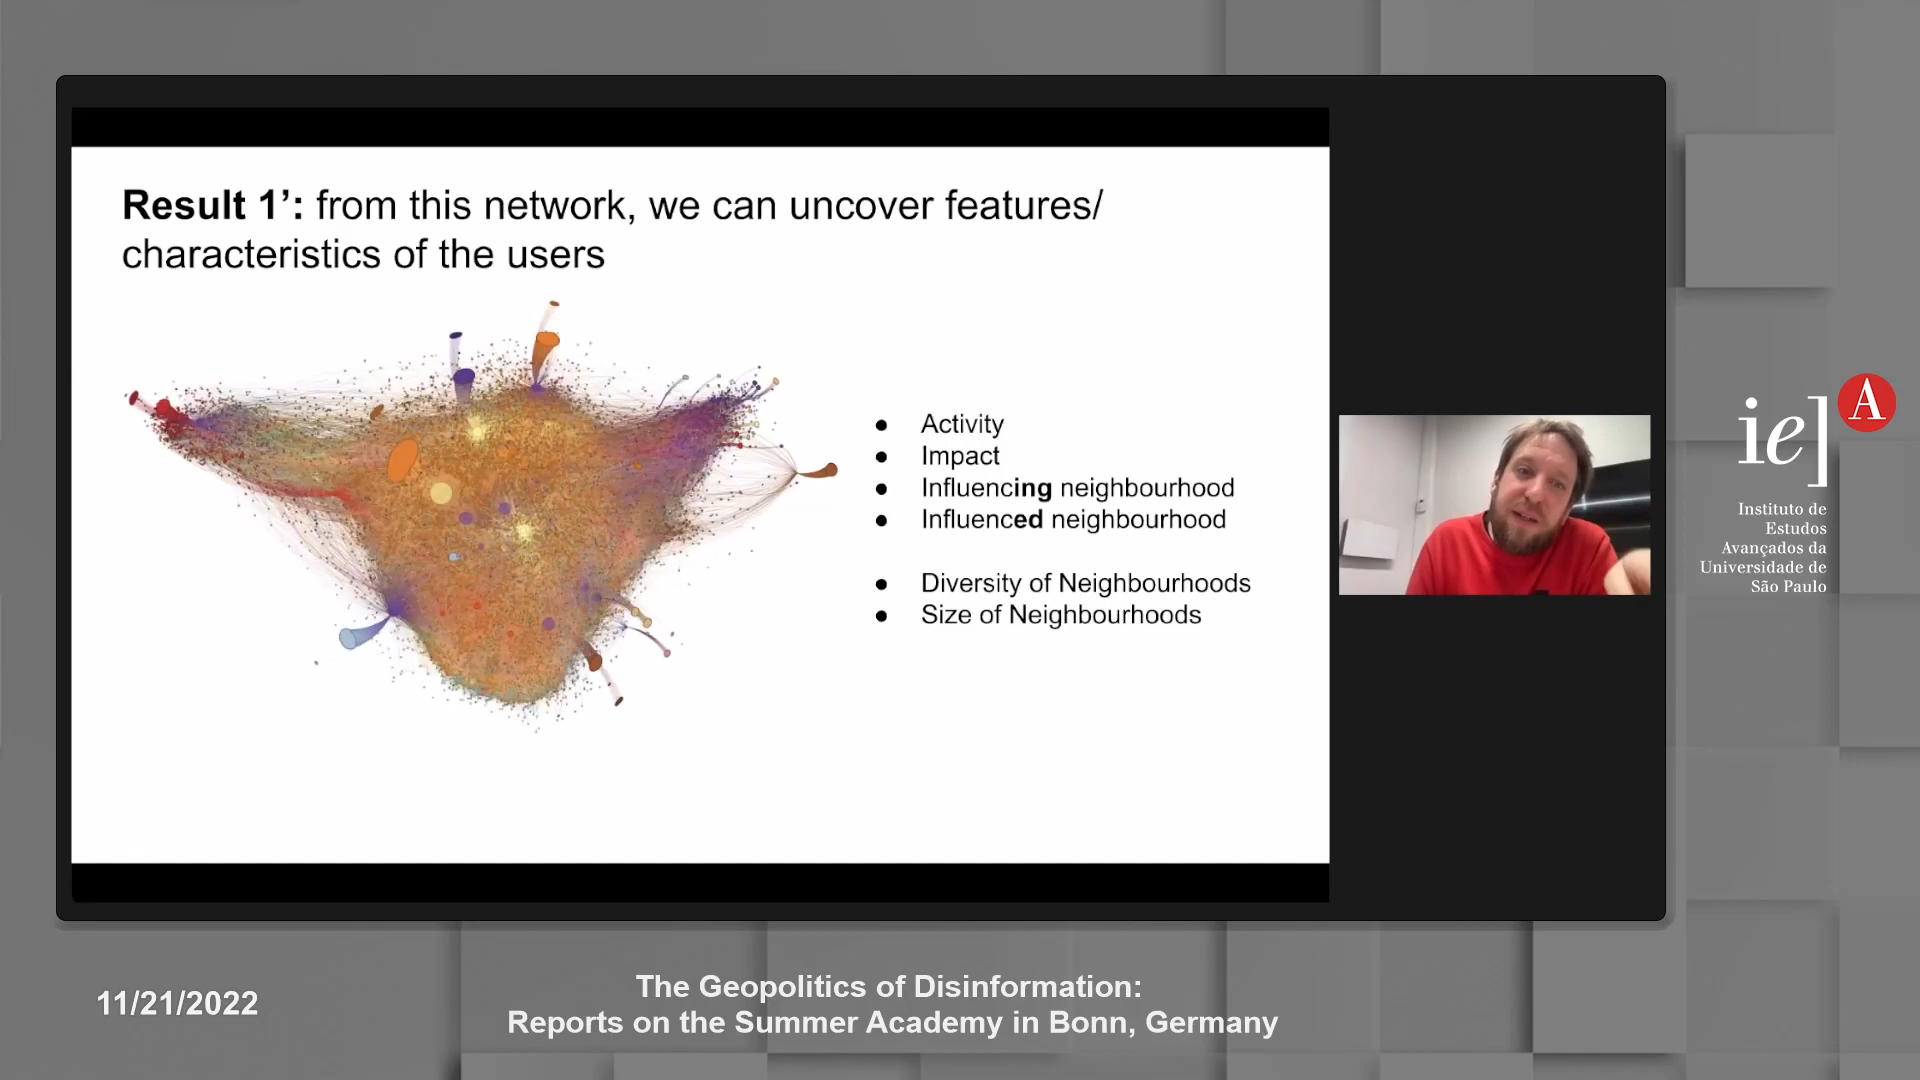 Result 1’: from this network, we can uncover features/
characteristics of the users
● Activity
● Impact
● Influencing neighbourhood
● Influenced neighbourhood
● Diversity of Neighbourhoods
● Size of Neighbourhoods
ie] A
Instituto de
Estudos
Avançados da
Universidade de
São Paulo
11/21/2022
The Geopolitics of Disinformation:
Reports on the Summer Academy in Bonn, Germany